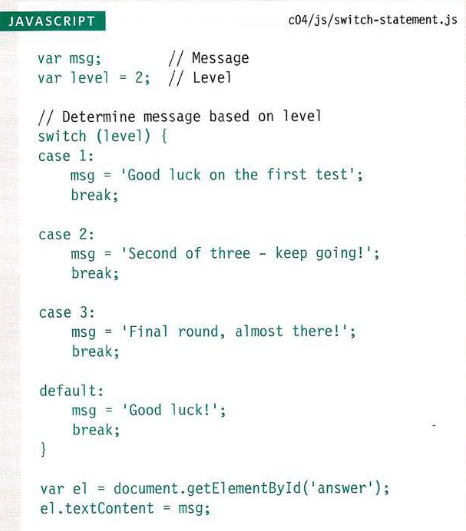 JAVASCRIPT
c04/js/switch-statement.js
var msg; // Message
var level = 2; // Level
// Determine message based on level
switch (level) {
case 1:
msg = 'Good luck on the first test';
break;
case 2:
msg = 'Second of three - keep going!';
break;
case 3:
msg = 'Final round, almost there!';
break;
default:
msg = 'Good luck!';
break;
}
var el = document.getElementById('answer');
el.textContent = msg;